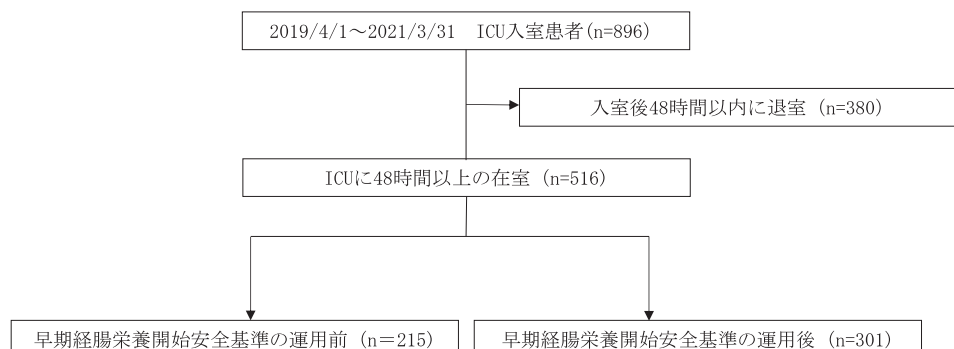 2019/4/1～2021/3/31　ICU入室患者(n=896)
入室後48時間以内に退室 (n=380)
ICUに48時間以上の在室 (n=516)
早期経腸栄養開始安全基準の運用前 (n＝215)
早期経腸栄養開始安全基準の運用後 (n=301)